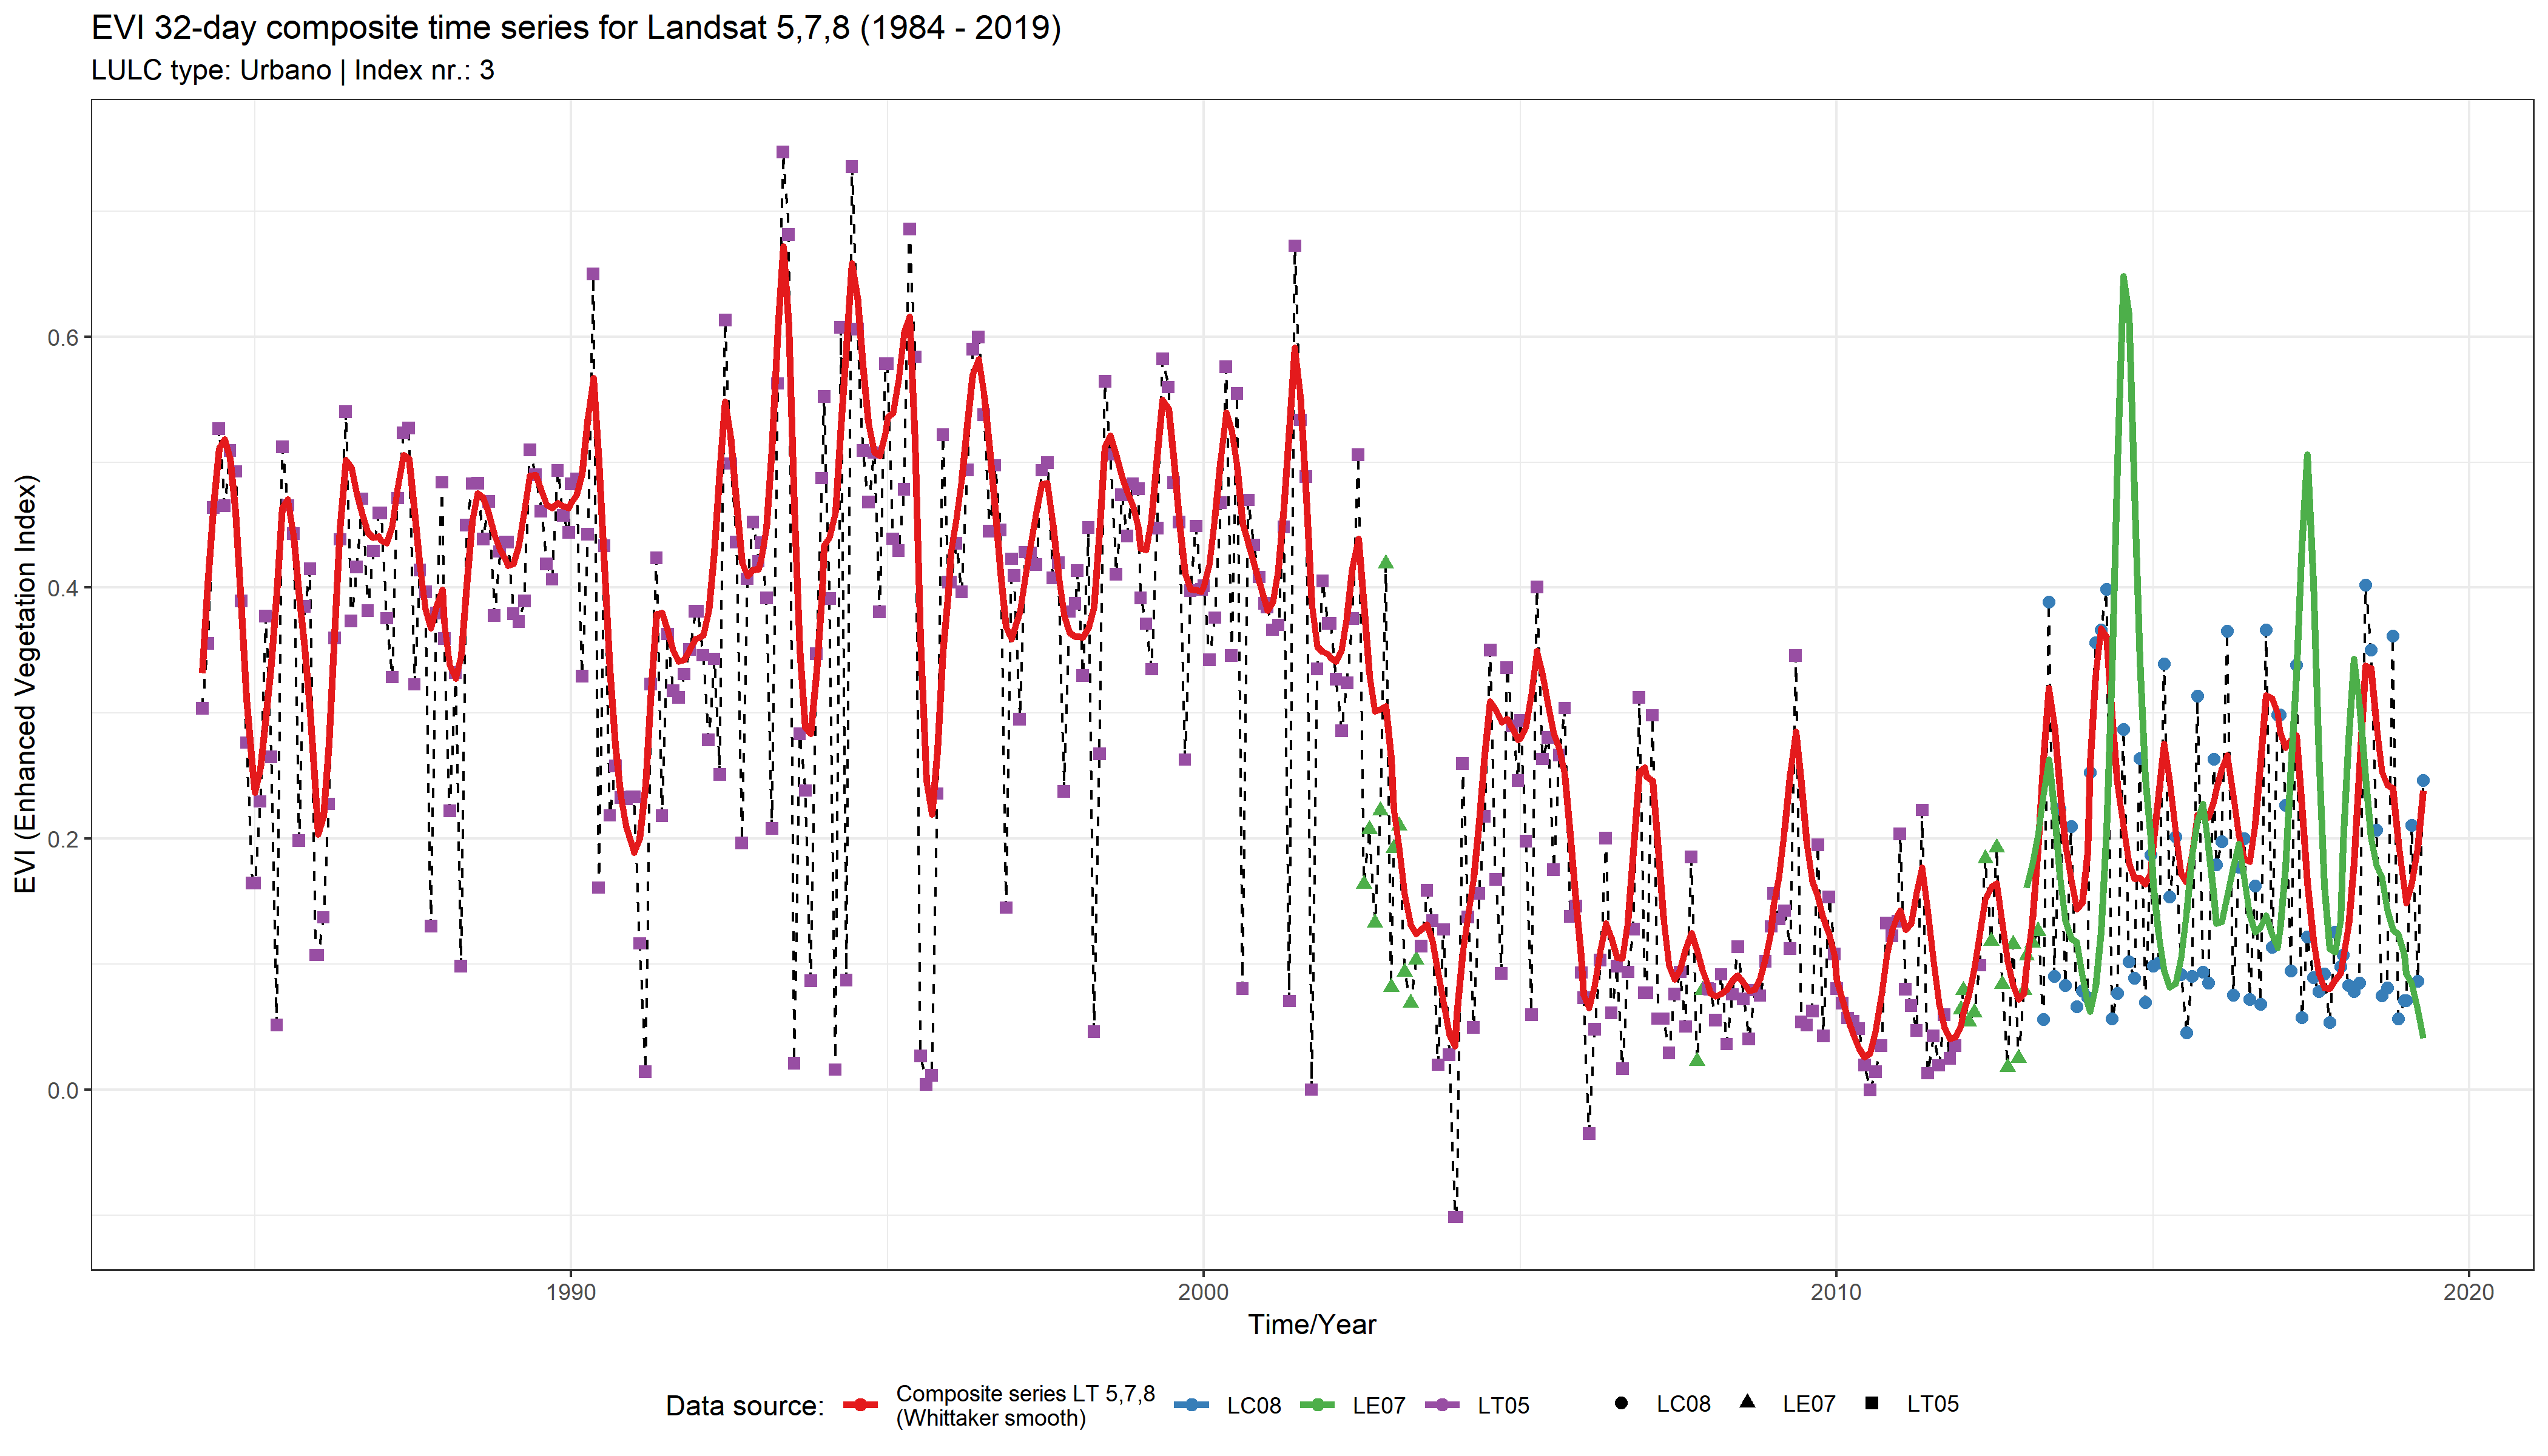 EVI 32-day composite time series for Landsat 5,7,8 (1984 - 2019)
LULC type: Urbano | Index nr.: 3
EVI (Enhanced Vegetation Index)
0.6
0.4
0.2
0.0
1990 2000 2010 2020
Time/Year
Data source: Composite series LT 5,7,8
(Whittaker smooth) LC08 LE07 LT05 LC08 LE07 LT05